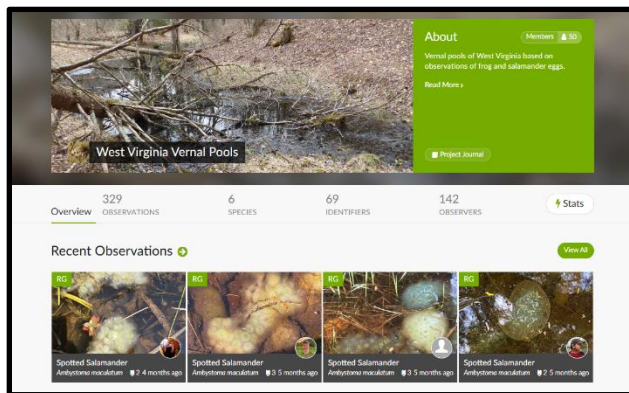 About
Members 50
Vernal pools of West Virginia based on
observations of frog and salamander eggs.
Read More >
West Virginia Vernal Pools
Project Journal
Overview
329
OBSERVATIONS
6
SPECIES
69
IDENTIFIERS
142
OBSERVERS
Stats
Recent Observations
View All
RG
Spotted Salamander
Ambystoma maculatum 2 4 months ago
RG
Spotted Salamander
Ambystoma maculatum 3 5 months ago
RG
Spotted Salamander
Ambystoma maculatum 3 5 months ago
RG
Spotted Salamander
Ambystoma maculatum 2 5 months ago